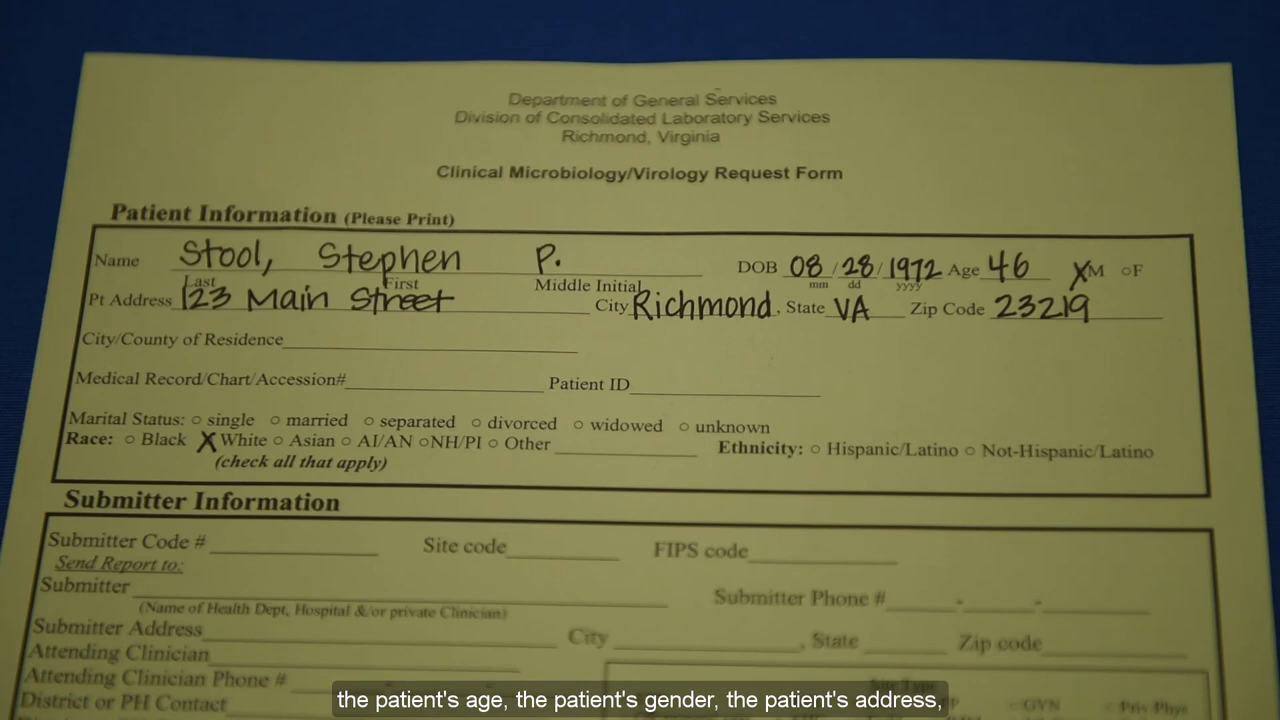 Department of General Services
Division of Consolidated Laboratory Services
Richmond, Virginia
Clinical Microbiology/Virology Request Form
Patient Information (Please Print)
Name Stool, Stephen P. DOB 08 / 28 / 1972 Age 46 X M ○ F
Last First Middle Initial mm dd yyyy
Pt Address 123 Main Street City Richmond, State VA Zip Code 23219
City/County of Residence
Medical Record/Chart/Accession# Patient ID
Marital Status: ○ single ○ married ○ separated ○ divorced ○ widowed ○ unknown
Race: ○ Black X White ○ Asian ○ AI/AN ○ NH/PI ○ Other Ethnicity: ○ Hispanic/Latino ○ Not-Hispanic/Latino
(check all that apply)
Submitter Information
Submitter Code # Site code FIPS code
Send Report to:
Submitter Submitter Phone # - -
(Name of Health Dept, Hospital &/or private Clinician)
Submitter Address City , State Zip code
Attending Clinician
Attending Clinician Phone # Site Type
District or PH Contact GYN Priv Phys
the patient's age, the patient's gender, the patient's address,